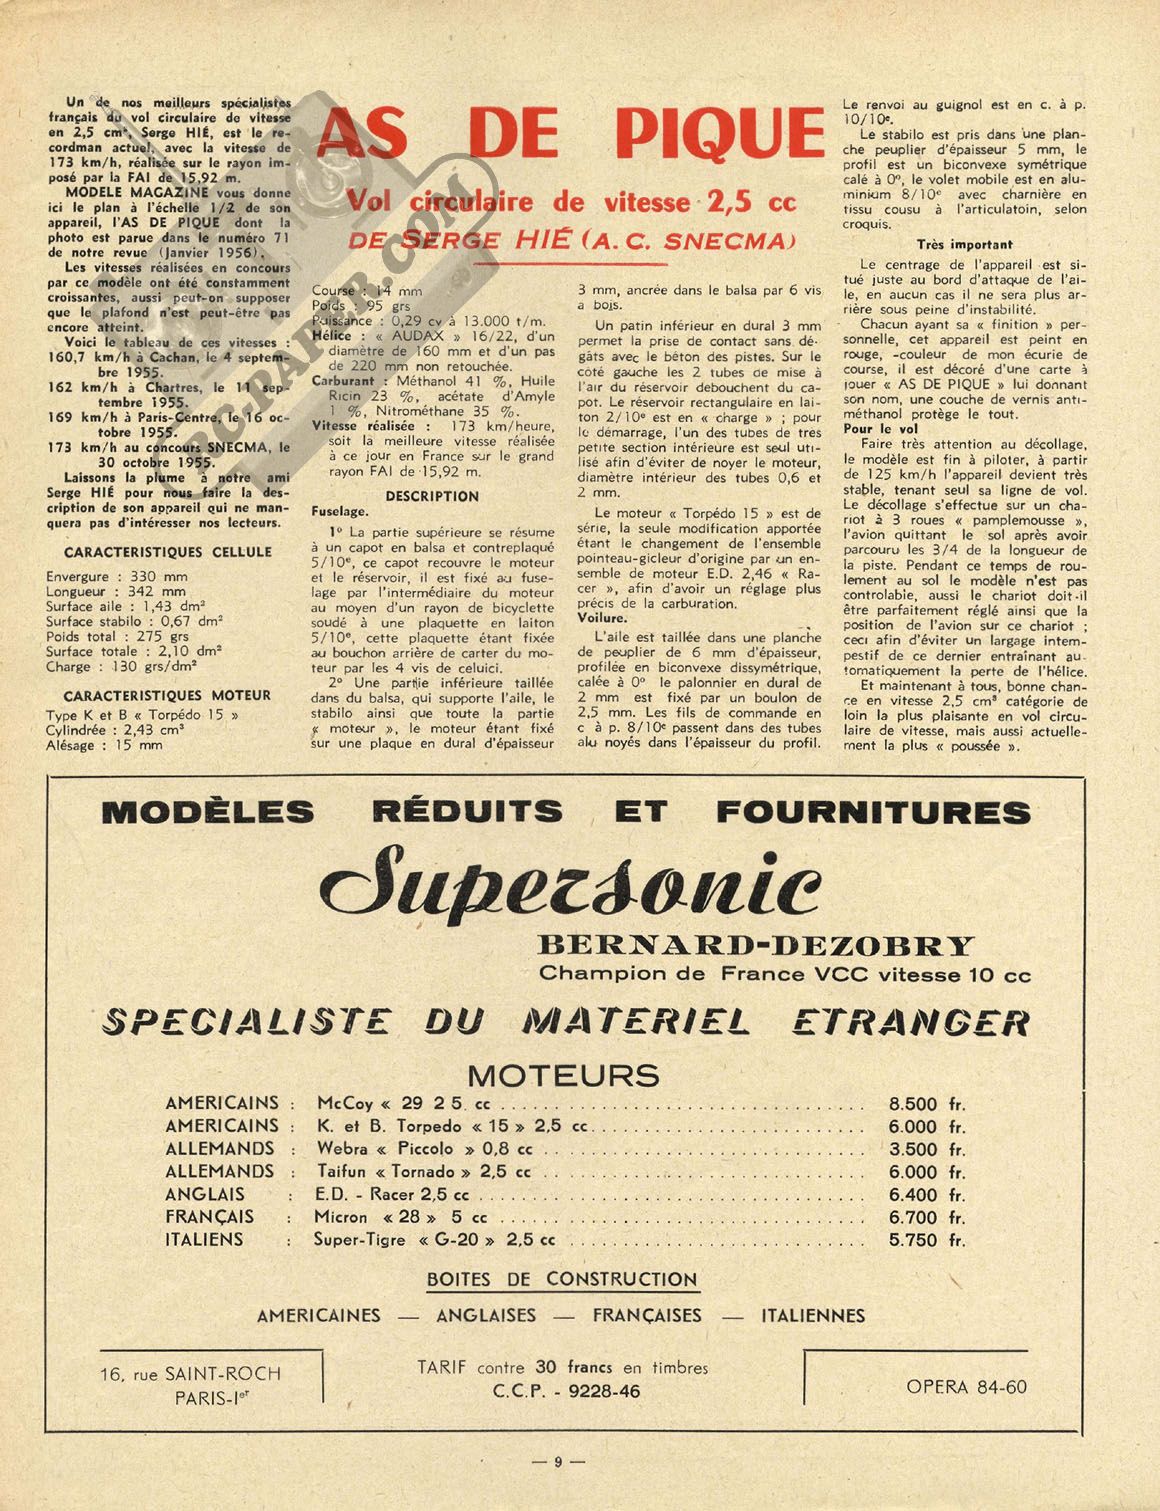 Un de nos meilleurs spécialistes
français du vol circulaire de vitesse
en 2,5 cm³, Serge HIÉ, est le re-
cordman actuel, avec la vitesse de
173 km/h, réalisée sur le rayon im-
posé par la FAI de 15,92 m.
MODELE MAGAZINE vous donne
ici le plan à l'échelle 1/2 de son
appareil, l'AS DE PIQUE dont la
photo est parue dans le numéro 71
de notre revue (Janvier 1956).
Les vitesses réalisées en concours
par ce modèle ont été constamment
croissantes, aussi peut-on supposer
que le plafond n'est peut-être pas
encore atteint.
Voici le tableau de ces vitesses :
160,7 km/h à Cachan, le 4 septem-
bre 1955.
162 km/h à Chartres, le 11 sep-
tembre 1955.
169 km/h à Paris-Centre, le 16 oc-
tobre 1955.
173 km/h au concours SNECMA, le
30 octobre 1955.
Laissons la plume à notre ami
Serge HIÉ pour nous faire la des-
cription de son appareil qui ne man-
quera pas d'intéresser nos lecteurs.
CARACTERISTIQUES CELLULE
Envergure : 330 mm
Longueur : 342 mm
Surface aile : 1,43 dm²
Surface stabilo : 0,67 dm²
Poids total : 275 grs
Surface totale : 2,10 dm²
Charge : 130 grs/dm²
CARACTERISTIQUES MOTEUR
Type K et B « Torpédo 15 »
Cylindrée : 2,43 cm³
Alésage : 15 mm
AS DE PIQUE
Vol circulaire de vitesse 2,5 cc
DE SERGE HIÉ (A. C. SNECMA)
Course : 14 mm
Poids : 95 grs
Puissance : 0,29 cv à 13.000 t/m.
Hélice : « AUDAX » 16/22, d'un
diamètre de 160 mm et d'un pas
de 220 mm non retouchée.
Carburant : Méthanol 41 %, Huile
Ricin 23 %, acétate d'Amyle
1 %, Nitrométhane 35 %.
Vitesse réalisée : 173 km/heure,
soit la meilleure vitesse réalisée
à ce jour en France sur le grand
rayon FAI de 15,92 m.
DESCRIPTION
Fuselage.
1° La partie supérieure se résume
à un capot en balsa et contreplaqué
5/10e, ce capot recouvre le moteur
et le réservoir, il est fixé au fuse-
lage par l'intermédiaire du moteur
au moyen d'un rayon de bicyclette
soudé à une plaquette en laiton
5/10e, cette plaquette étant fixée
au bouchon arrière de carter du mo-
teur par les 4 vis de celuici.
2° Une partie inférieure taillée
dans du balsa, qui supporte l'aile, le
stabilo ainsi que toute la partie
« moteur », le moteur étant fixé
sur une plaque en dural d'épaisseur
3 mm, ancrée dans le balsa par 6 vis
a bois.
Un patin inférieur en dural 3 mm
permet la prise de contact sans dé-
gâts avec le béton des pistes. Sur le
côté gauche les 2 tubes de mise à
l'air du réservoir debouchent du ca-
pot. Le réservoir rectangulaire en lai-
ton 2/10e est en « charge » ; pour
le démarrage, l'un des tubes de très
petite section intérieure est seul uti-
lisé afin d'éviter de noyer le moteur,
diamètre intérieur des tubes 0,6 et
2 mm.
Le moteur « Torpédo 15 » est de
série, la seule modification apportée
étant le changement de l'ensemble
pointeau-gicleur d'origine par un en-
semble de moteur E.D. 2,46 « Ra-
cer », afin d'avoir un réglage plus
précis de la carburation.
Voilure.
L'aile est taillée dans une planche
de peuplier de 6 mm d'épaisseur,
profilée en biconvexe dissymétrique,
calée à 0° le palonnier en dural de
2 mm est fixé par un boulon de
2,5 mm. Les fils de commande en
c à p. 8/10e passent dans des tubes
alu noyés dans l'épaisseur du profil.
Le renvoi au guignol est en c. à p.
10/10e.
Le stabilo est pris dans une plan-
che peuplier d'épaisseur 5 mm, le
profil est un biconvexe symétrique
calé à 0°, le volet mobile est en alu-
minium 8/10e avec charnière en
tissu cousu à l'articulatoin, selon
croquis.
Très important
Le centrage de l'appareil est si-
tué juste au bord d'attaque de l'ai-
le, en aucun cas il ne sera plus ar-
rière sous peine d'instabilité.
Chacun ayant sa « finition » per-
sonnelle, cet appareil est peint en
rouge, -couleur de mon écurie de
course, il est décoré d'une carte à
jouer « AS DE PIQUE » lui donnant
son nom, une couche de vernis anti-
méthanol protège le tout.
Pour le vol
Faire très attention au décollage,
le modèle est fin à piloter, à partir
de 125 km/h l'appareil devient très
stable, tenant seul sa ligne de vol.
Le décollage s'effectue sur un cha-
riot à 3 roues « pamplemousse »,
l'avion quittant le sol après avoir
parcouru les 3/4 de la longueur de
la piste. Pendant ce temps de rou-
lement au sol le modèle n'est pas
controlable, aussi le chariot doit-il
être parfaitement réglé ainsi que la
position de l'avion sur ce chariot ;
ceci afin d'éviter un largage intem-
pestif de ce dernier entraînant au-
tomatiquement la perte de l'hélice.
Et maintenant à tous, bonne chan-
ce en vitesse 2,5 cm³ catégorie de
loin la plus plaisante en vol circu-
laire de vitesse, mais aussi actuelle-
ment la plus « poussée ».
RC-PAPER.COM
MODÈLES RÉDUITS ET FOURNITURES
Supersonic
BERNARD-DEZOBRY
Champion de France VCC vitesse 10 cc
SPECIALISTE DU MATERIEL ETRANGER
MOTEURS
AMERICAINS : McCoy « 29 2 5. cc ........ 8.500 fr.
AMERICAINS : K. et B. Torpedo « 15 » 2,5 cc ........ 6.000 fr.
ALLEMANDS : Webra « Piccolo » 0,8 cc ........ 3.500 fr.
ALLEMANDS : Taifun « Tornado » 2,5 cc ........ 6.000 fr.
ANGLAIS : E.D. - Racer 2,5 cc ........ 6.400 fr.
FRANÇAIS : Micron « 28 » 5 cc ........ 6.700 fr.
ITALIENS : Super-Tigre « G-20 » 2,5 cc ........ 5.750 fr.
BOITES DE CONSTRUCTION
AMERICAINES — ANGLAISES — FRANÇAISES — ITALIENNES
16, rue SAINT-ROCH
PARIS-Ier
TARIF contre 30 francs en timbres
C.C.P. - 9228-46
OPERA 84-60
— 9 —